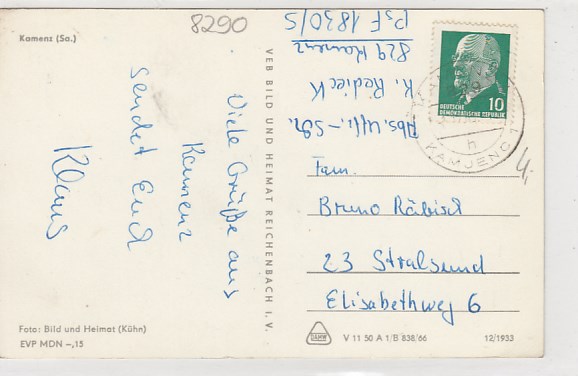 Kamenz (Sa.)
8290
Viele Grüße aus
Kamenz
sendet Euch
Klaus
Foto: Bild und Heimat (Kühn)
EVP MDN -,15
VEB BILD UND HEIMAT REICHENBACH I. V.
Abs. Uffz.-Sch.
K. Redieck
829 Kamenz
PSF 1830/S
10
DEUTSCHE
DEMOKRATISCHE REPUBLIK
KAMENZ
h
Fam.
Bruno Räbisch
23 Stralsund
Elisabethweg 6
V 11 50 A 1/B 838/66
12/1933